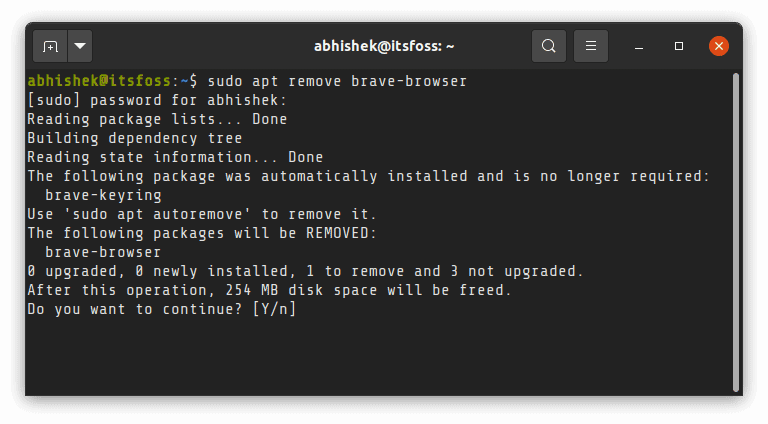 abhishek@itsfoss: ~
abhishek@itsfoss:~$ sudo apt remove brave-browser
[sudo] password for abhishek:
Reading package lists... Done
Building dependency tree
Reading state information... Done
The following package was automatically installed and is no longer required:
  brave-keyring
Use 'sudo apt autoremove' to remove it.
The following packages will be REMOVED:
  brave-browser
0 upgraded, 0 newly installed, 1 to remove and 3 not upgraded.
After this operation, 254 MB disk space will be freed.
Do you want to continue? [Y/n]